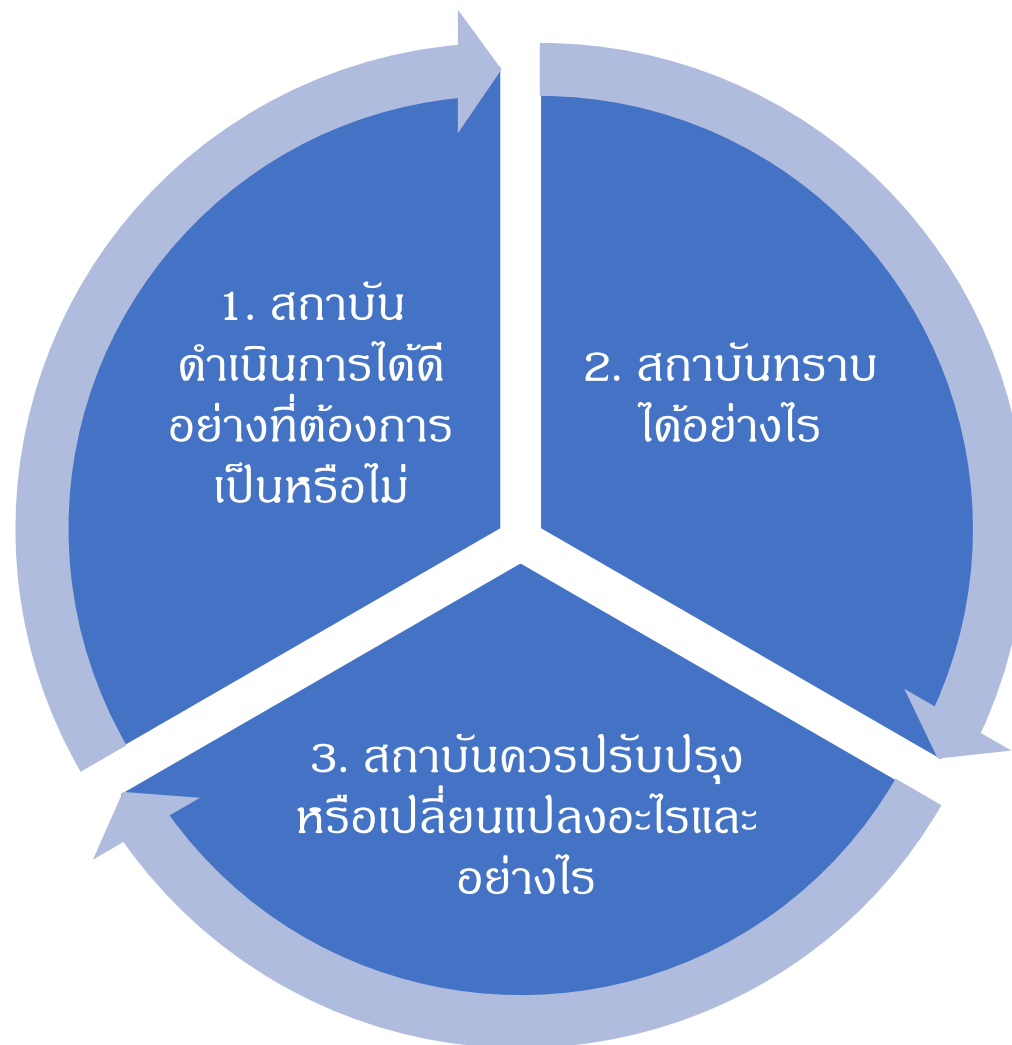 1. สถาบัน
ดำเนินการได้ดี
อย่างที่ต้องการ
เป็นหรือไม่
2. สถาบันทราบ
ได้อย่างไร
3. สถาบันควรปรับปรุง
หรือเปลี่ยนแปลงอะไรและ
อย่างไร